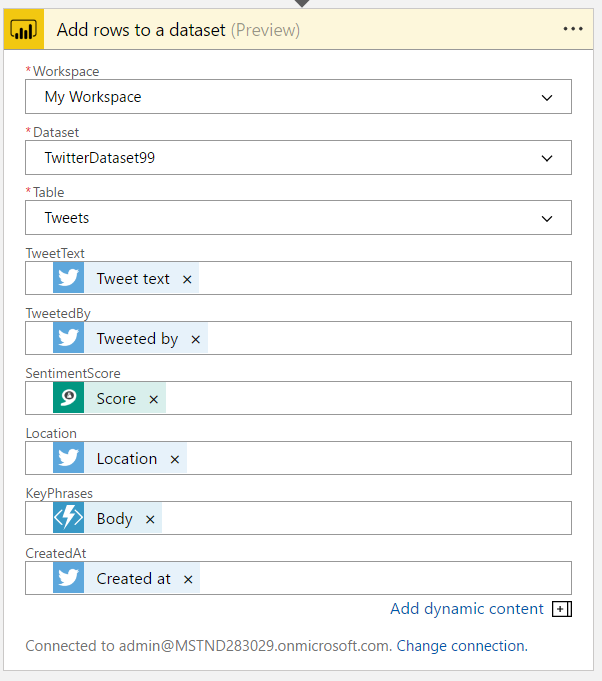 Add rows to a dataset (Preview)
*Workspace
My Workspace
*Dataset
TwitterDataset99
*Table
Tweets
TweetText
Tweet text ×
TweetedBy
Tweeted by ×
SentimentScore
Score ×
Location
Location ×
KeyPhrases
Body ×
CreatedAt
Created at ×
Add dynamic content
Connected to admin@MSTND283029.onmicrosoft.com. Change connection.